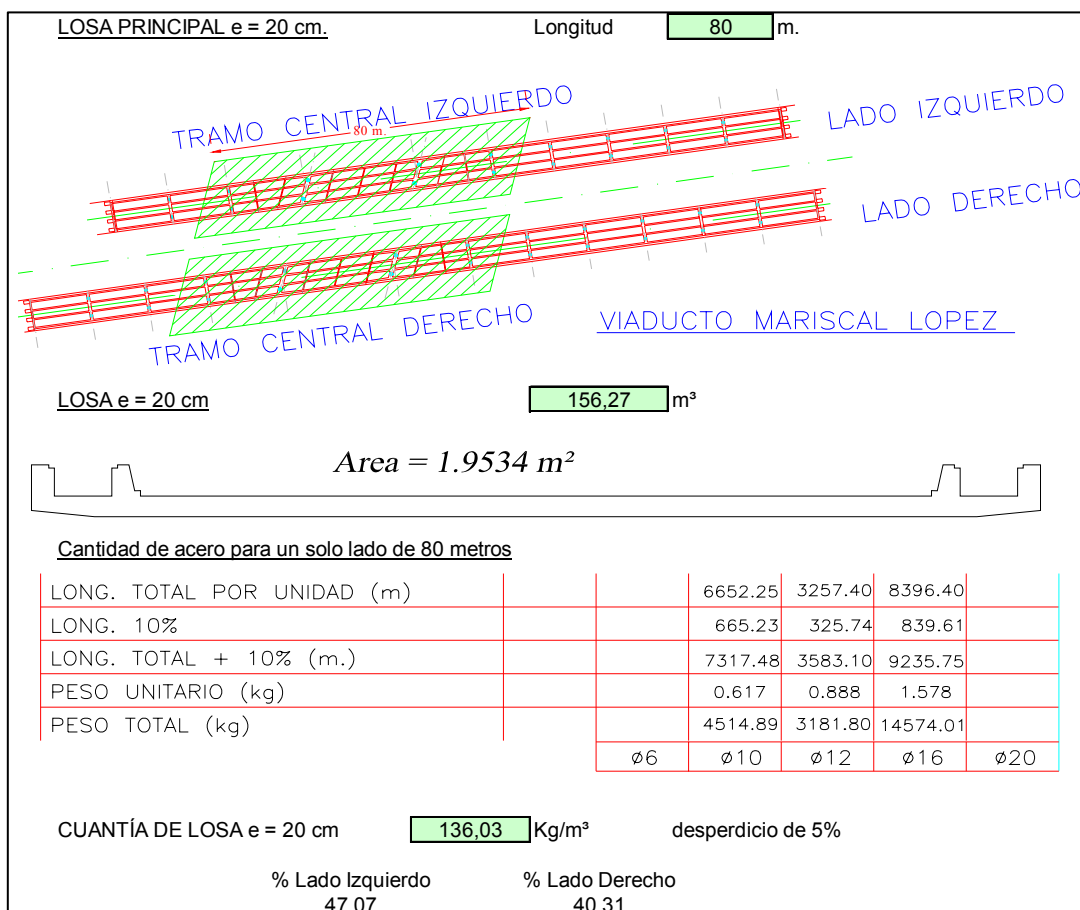 LOSA PRINCIPAL e = 20 cm. Longitud 80 m.
TRAMO CENTRAL IZQUIERDO
80 m.
LADO IZQUIERDO
LADO DERECHO
TRAMO CENTRAL DERECHO
VIADUCTO MARISCAL LOPEZ
LOSA e = 20 cm 156,27 m³
Area = 1.9534 m²
Cantidad de acero para un solo lado de 80 metros
LONG. TOTAL POR UNIDAD (m) 6652.25 3257.40 8396.40
LONG. 10% 665.23 325.74 839.61
LONG. TOTAL + 10% (m.) 7317.48 3583.10 9235.75
PESO UNITARIO (kg) 0.617 0.888 1.578
PESO TOTAL (kg) 4514.89 3181.80 14574.01
ø6 ø10 ø12 ø16 ø20
CUANTÍA DE LOSA e = 20 cm 136,03 Kg/m³ desperdicio de 5%
% Lado Izquierdo % Lado Derecho
47.07 40.31